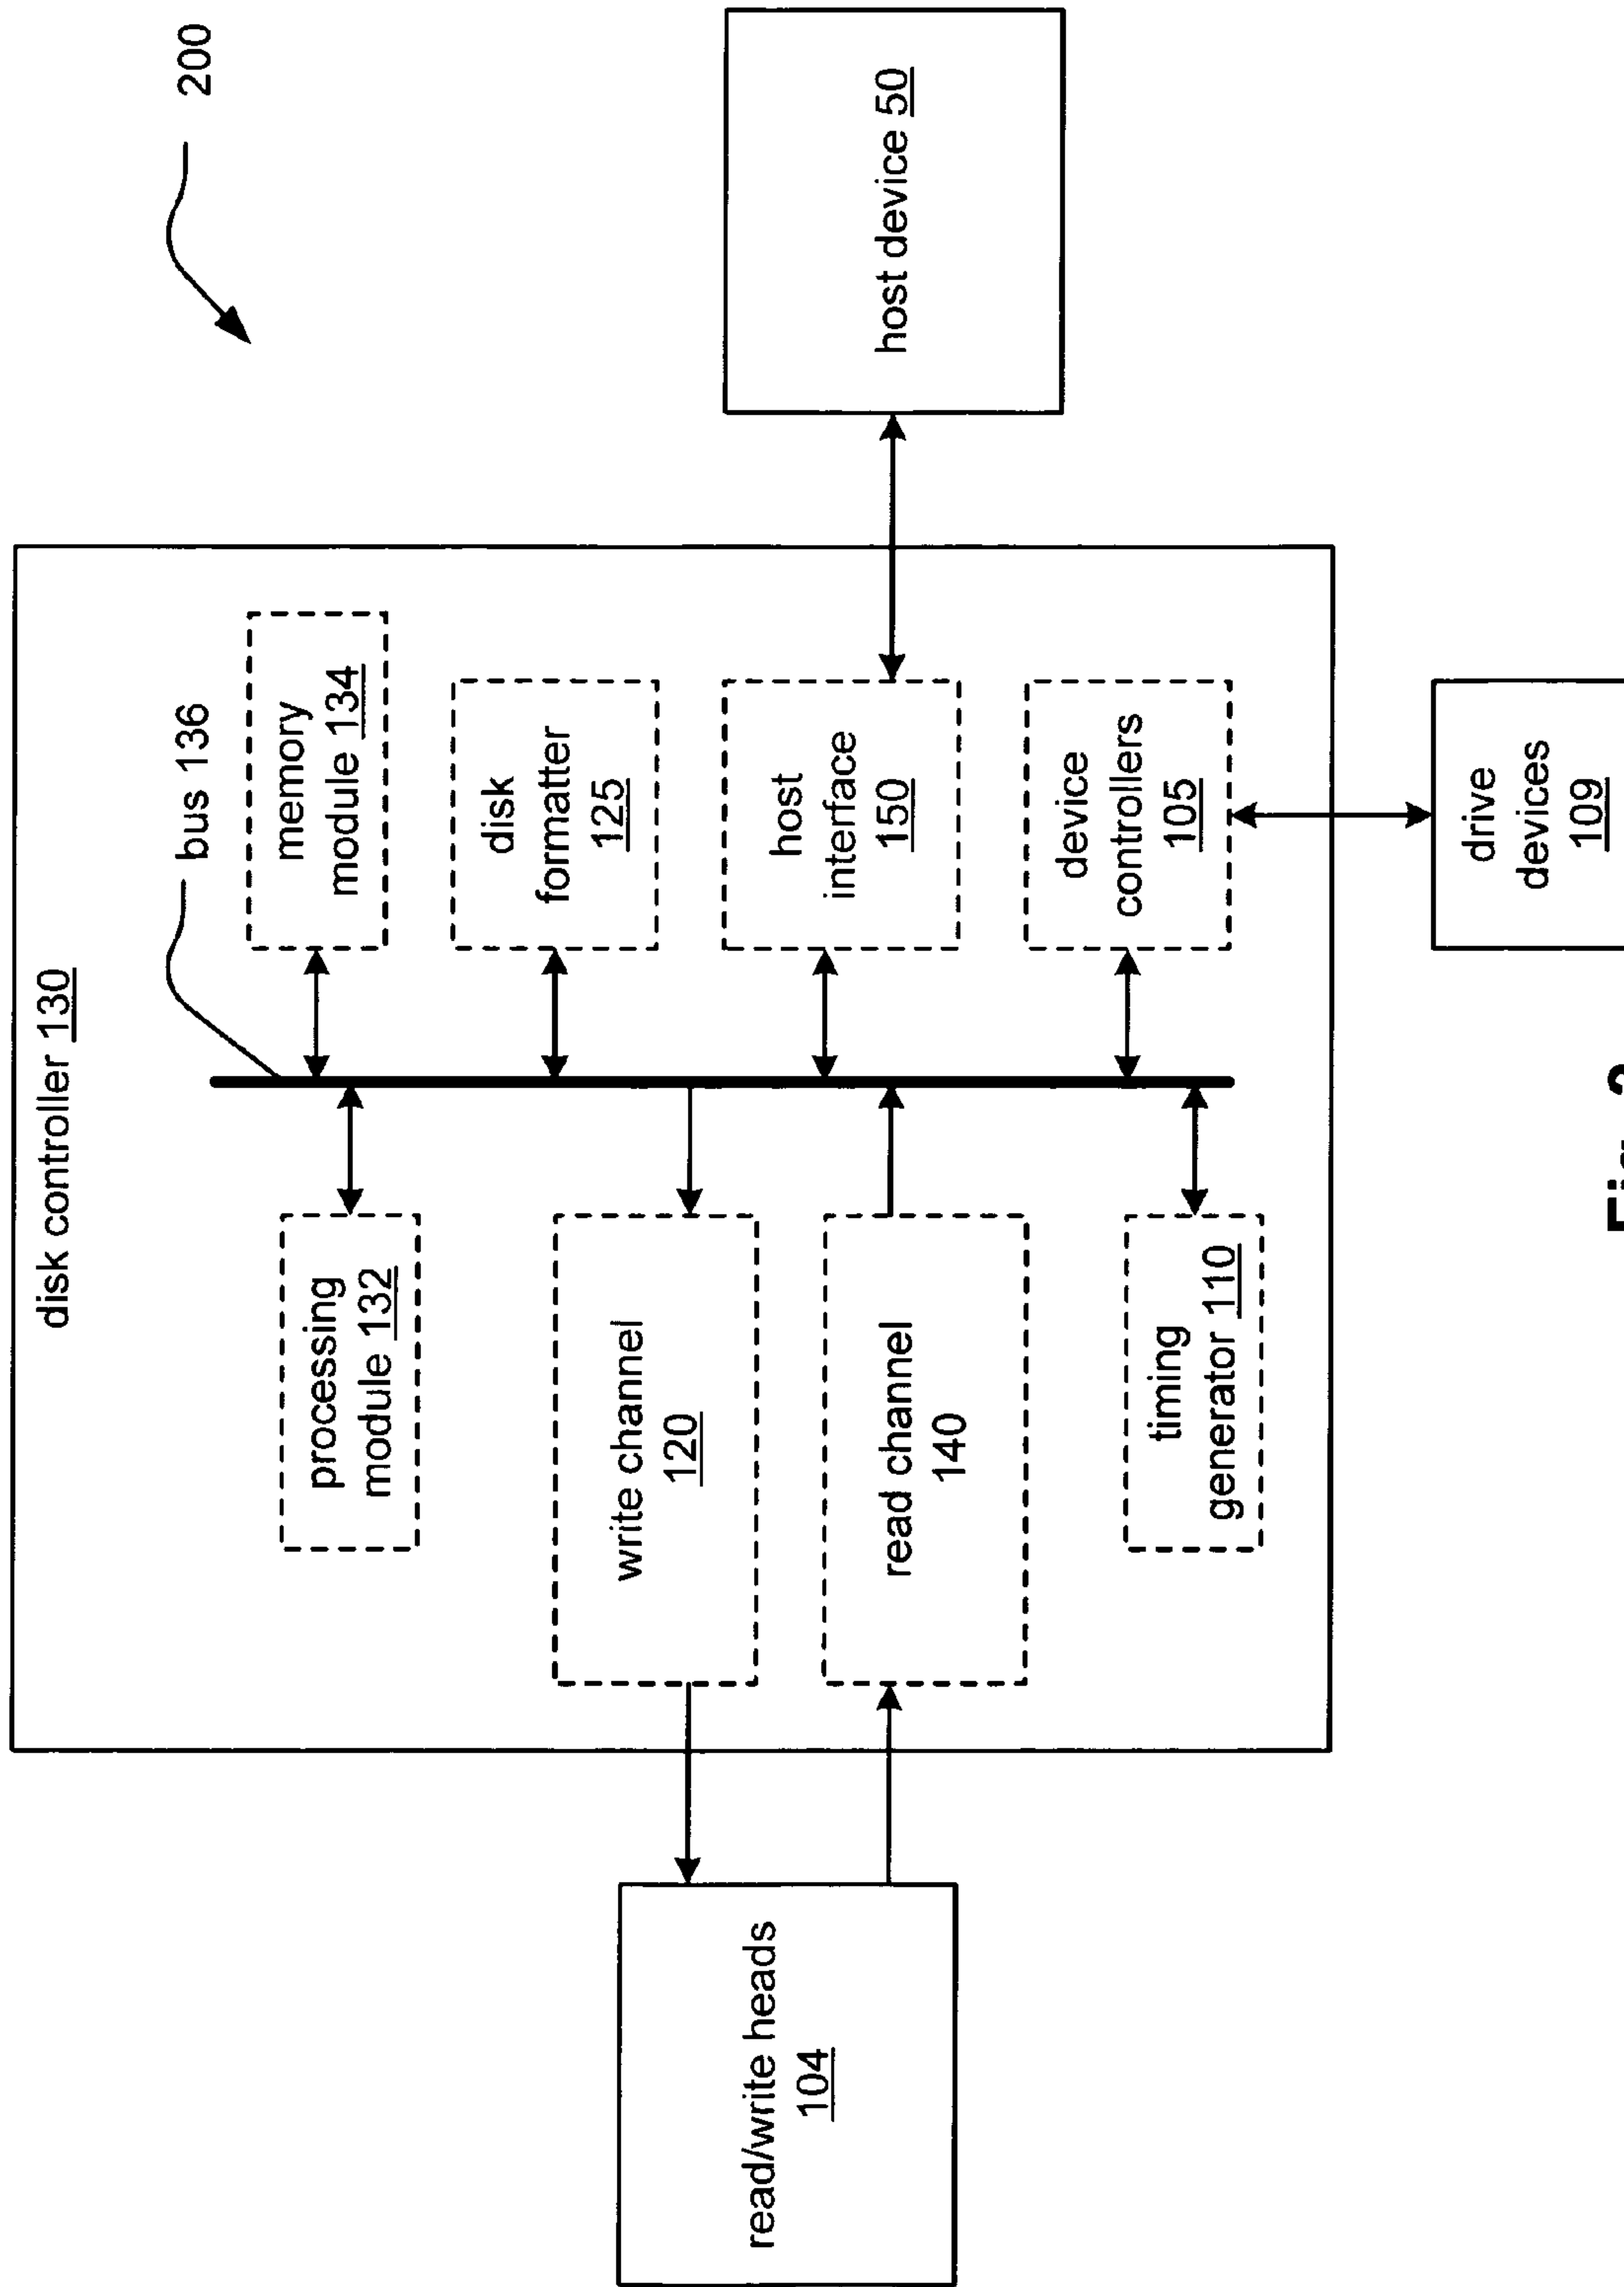 200
disk controller 130
bus 136
processing
module 132
memory
module 134
write channel
120
disk
formatter
125
read/write heads
104
read channel
140
host
interface
150
host device 50
timing
generator 110
device
controllers
105
drive
devices
109